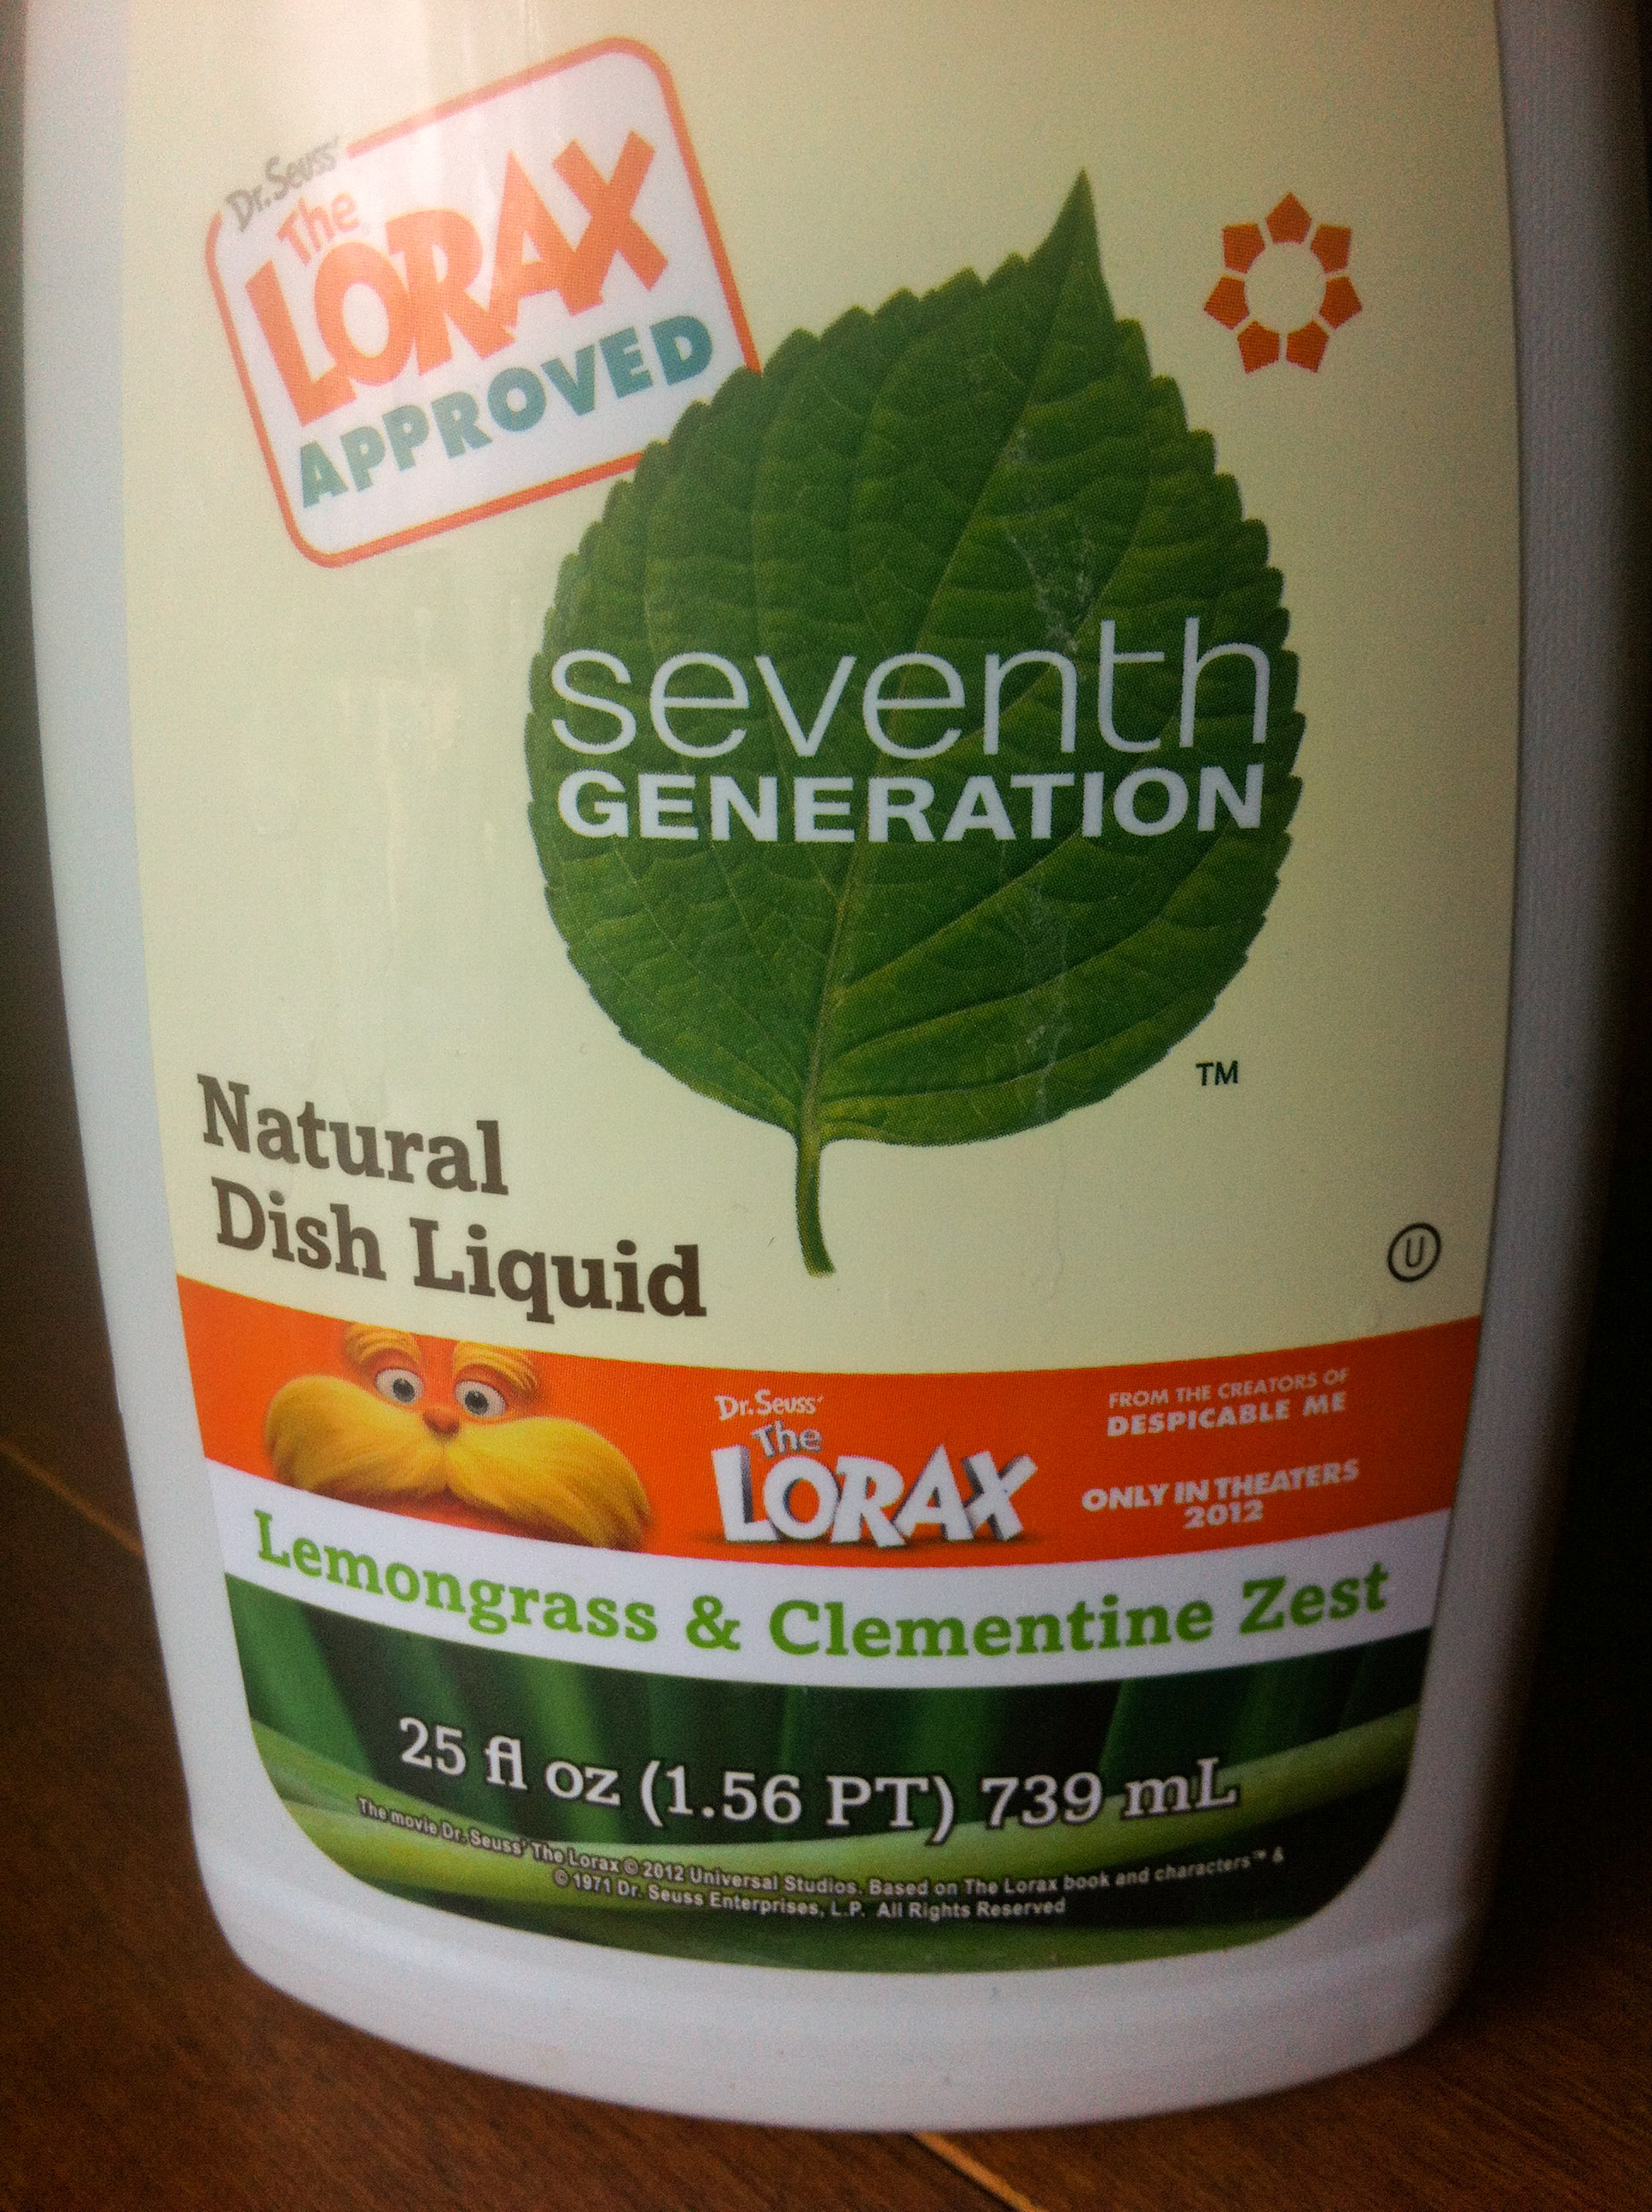 Dr. Seuss'
The
LORAX
APPROVED
seventh
GENERATION
TM
Natural
Dish Liquid
U
Dr. Seuss'
The
LORAX
FROM THE CREATORS OF
DESPICABLE ME
ONLY IN THEATERS
2012
Lemongrass & Clementine Zest
25 fl oz (1.56 PT) 739 mL
The movie Dr. Seuss' The Lorax © 2012 Universal Studios. Based on The Lorax book and characters™ &
© 1971 Dr. Seuss Enterprises, L.P. All Rights Reserved